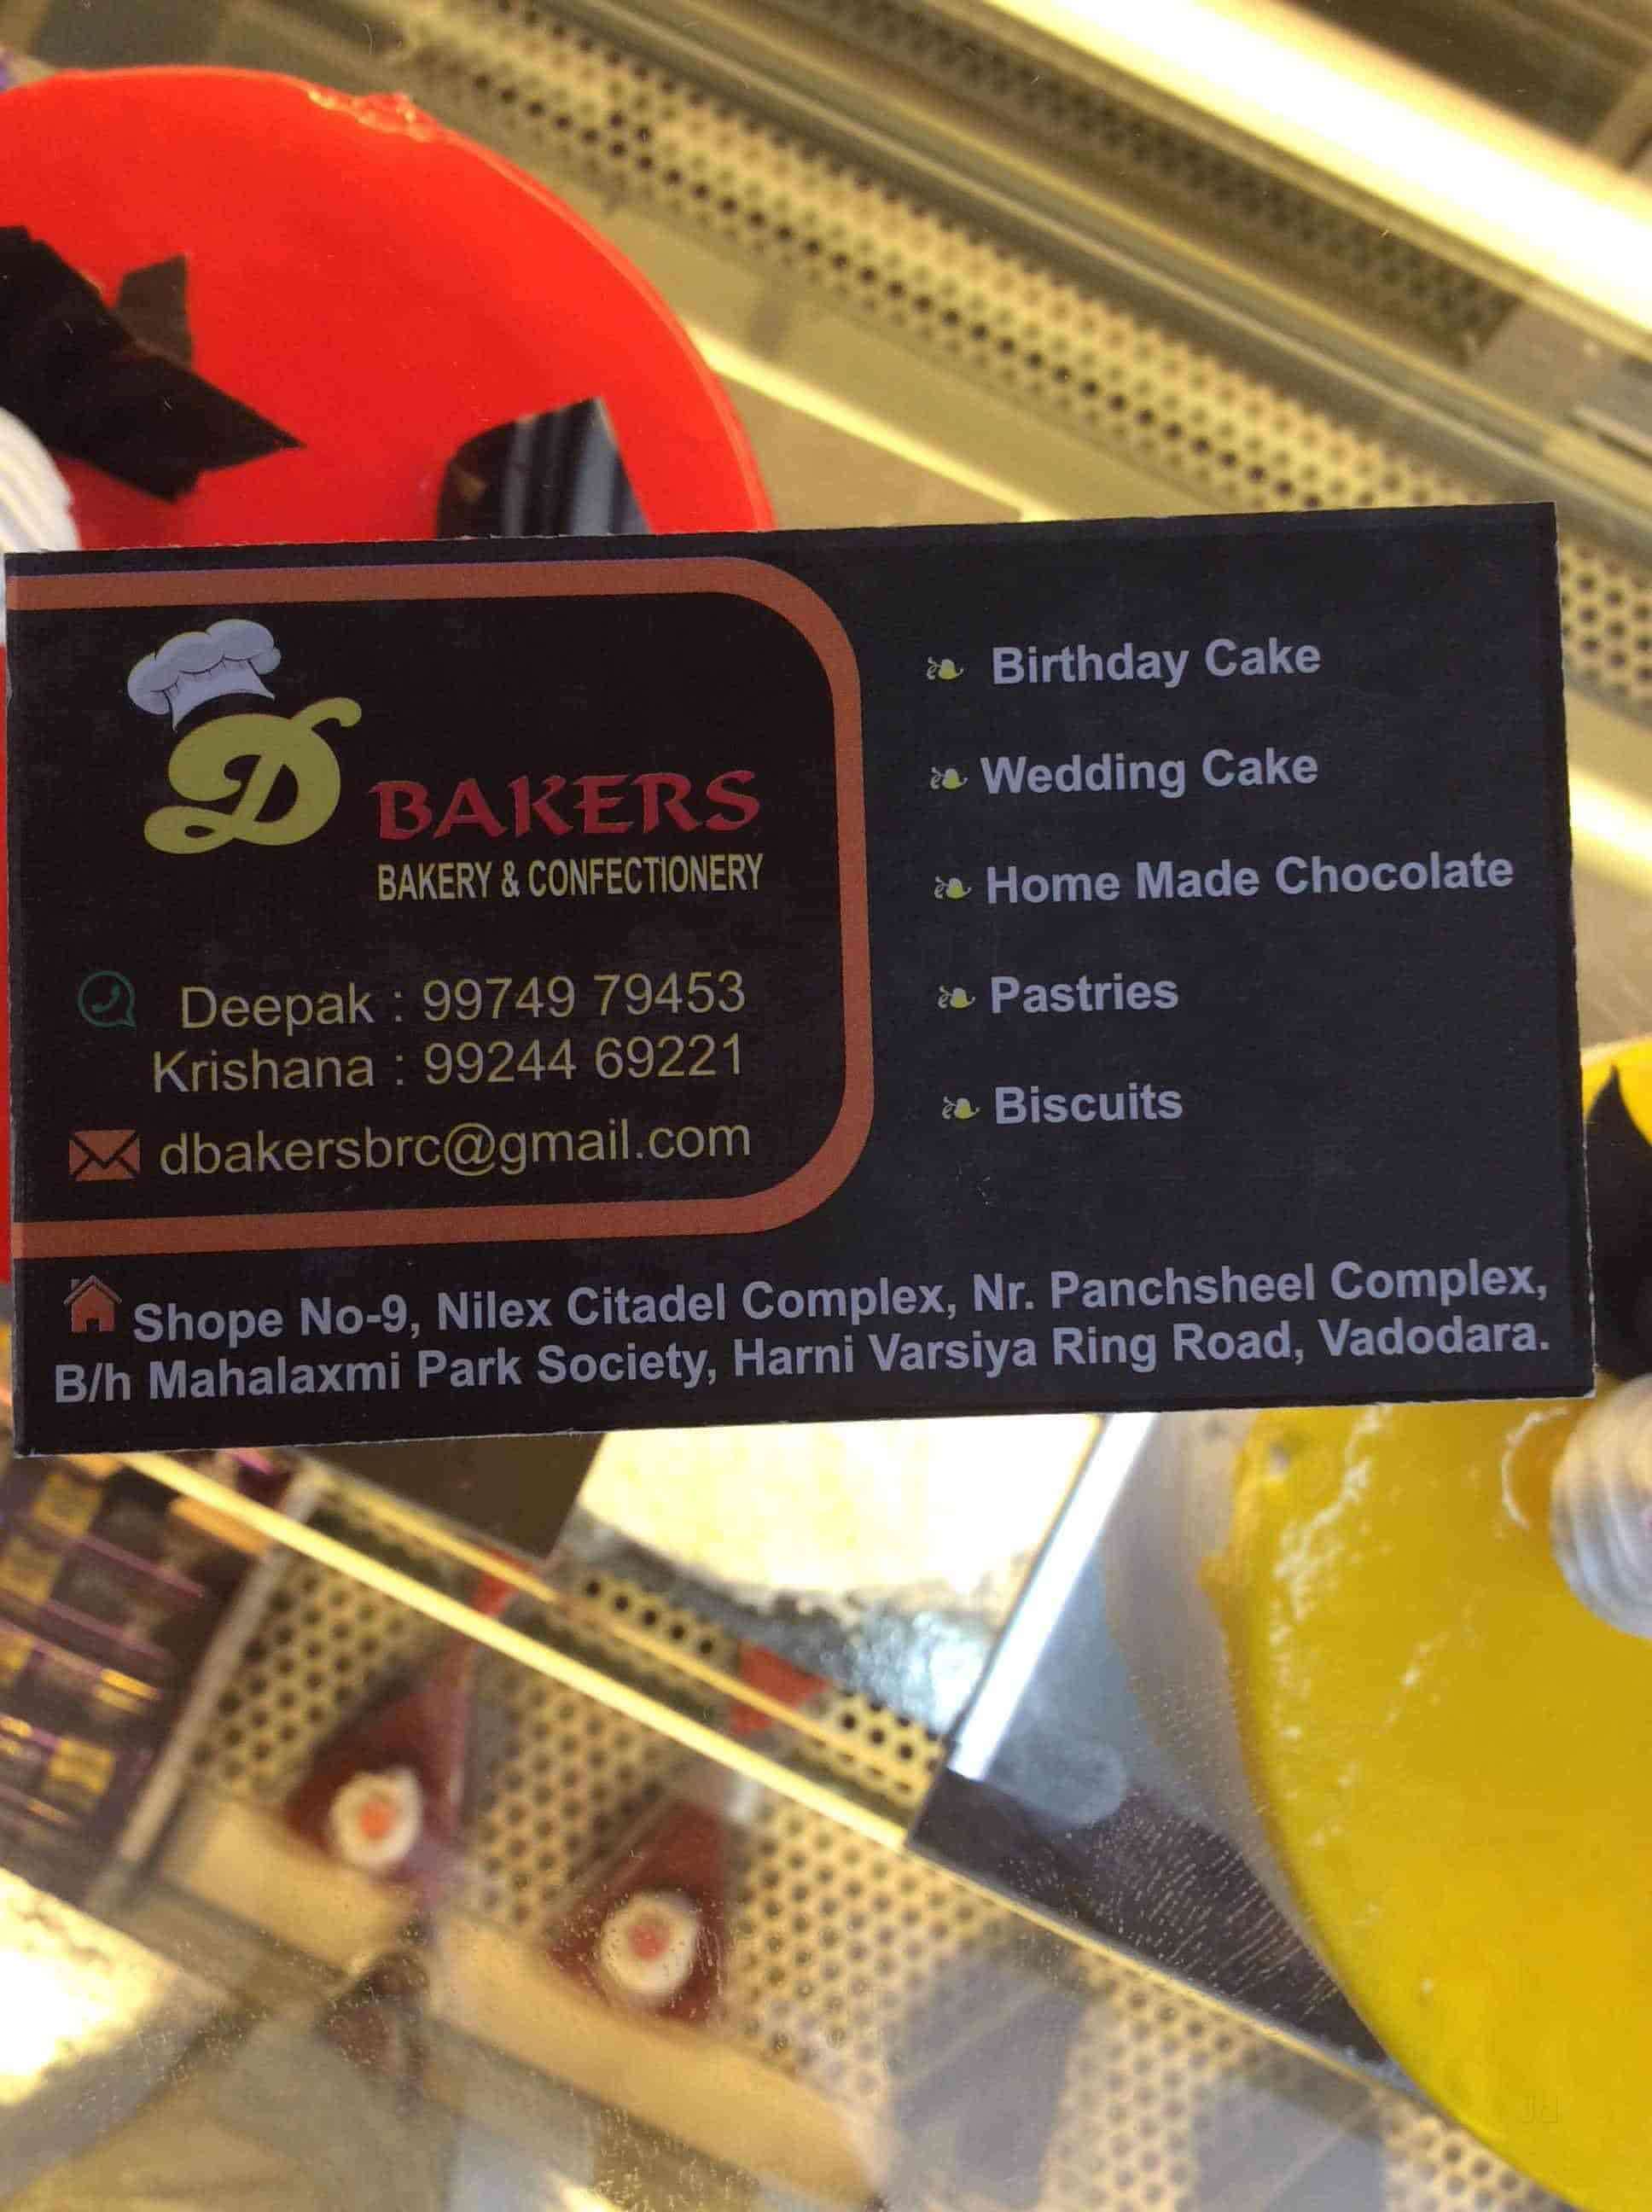 D BAKERS
BAKERY & CONFECTIONERY
Deepak : 99749 79453
Krishana : 99244 69221
dbakersbrc@gmail.com
Birthday Cake
Wedding Cake
Home Made Chocolate
Pastries
Biscuits
Shope No-9, Nilex Citadel Complex, Nr. Panchsheel Complex,
B/h Mahalaxmi Park Society, Harni Varsiya Ring Road, Vadodara.
Jd